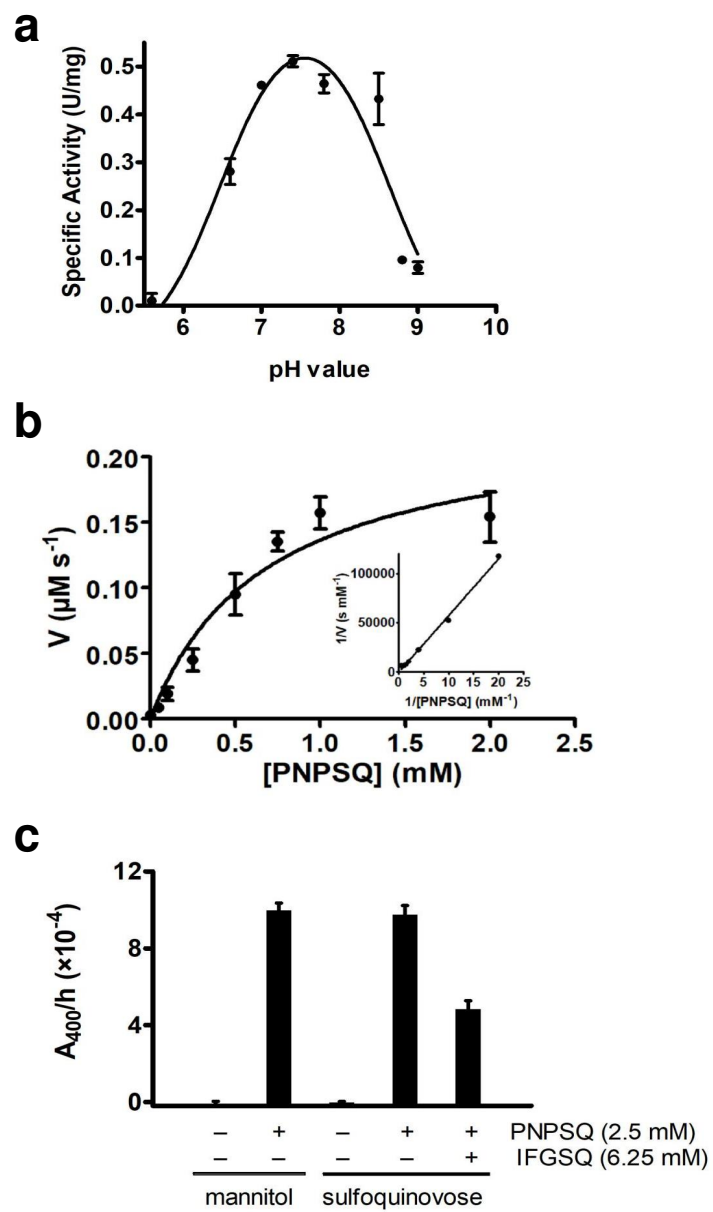 a
Specific Activity (U/mg)
0.5
0.4
0.3
0.2
0.1
0.0
6 7 8 9 10
pH value
b
V (µM s-1)
0.20
0.15
0.10
0.05
0.00
0.0 0.5 1.0 1.5 2.0 2.5
[PNPSQ] (mM)
1/V (s mM-1)
100000
50000
0
0 5 10 15 20 25
1/[PNPSQ] (mM-1)
c
A400/h (×10-4)
12
8
4
0
– + – + + PNPSQ (2.5 mM)
– – – – + IFGSQ (6.25 mM)
mannitol sulfoquinovose